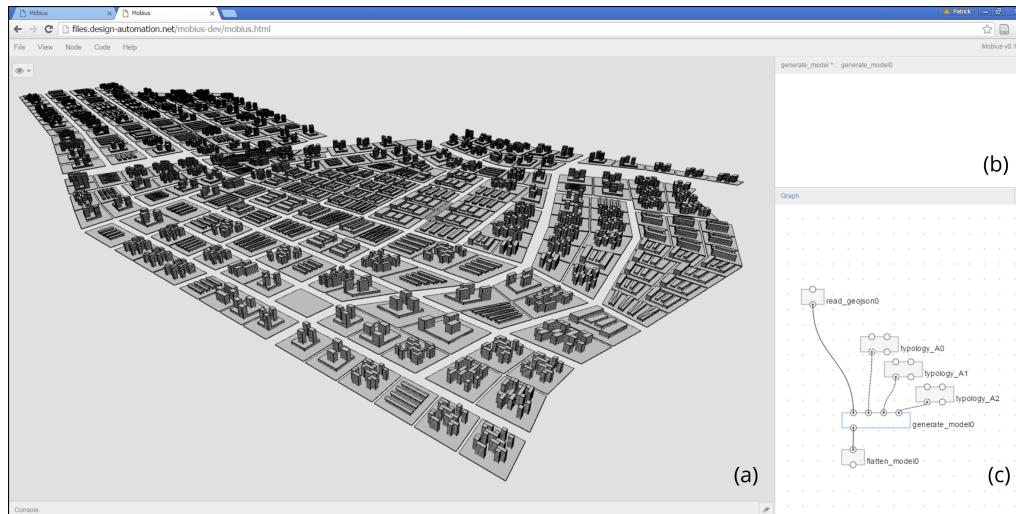 Mobius
Mobius
Patrick
files.design-automation.net/mobius-dev/mobius.html
File View Node Code Help
Mobius v0.1
generate_model * : generate_model0
(b)
Graph
read_geojson0
typology_A0
typology_A1
typology_A2
generate_model0
flatten_model0
(a)
(c)
Console